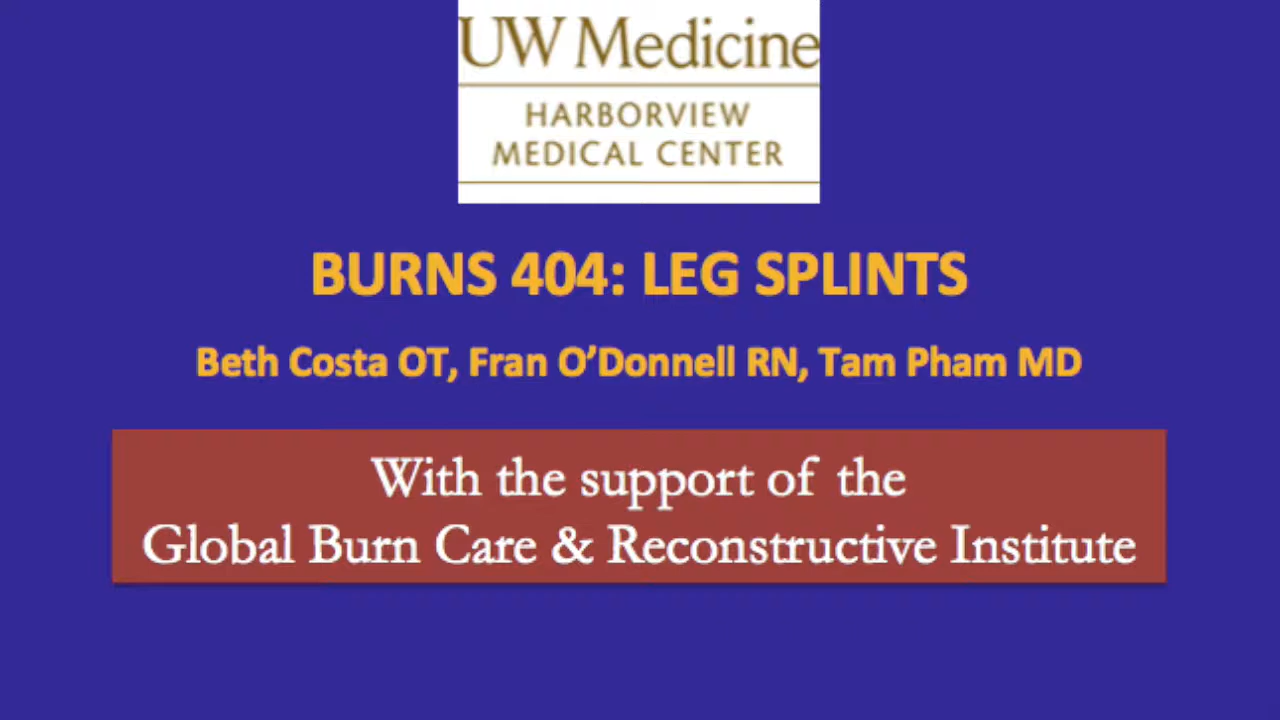 UW Medicine
HARBORVIEW
MEDICAL CENTER
BURNS 404: LEG SPLINTS
Beth Costa OT, Fran O’Donnell RN, Tam Pham MD
With the support of the
Global Burn Care & Reconstructive Institute